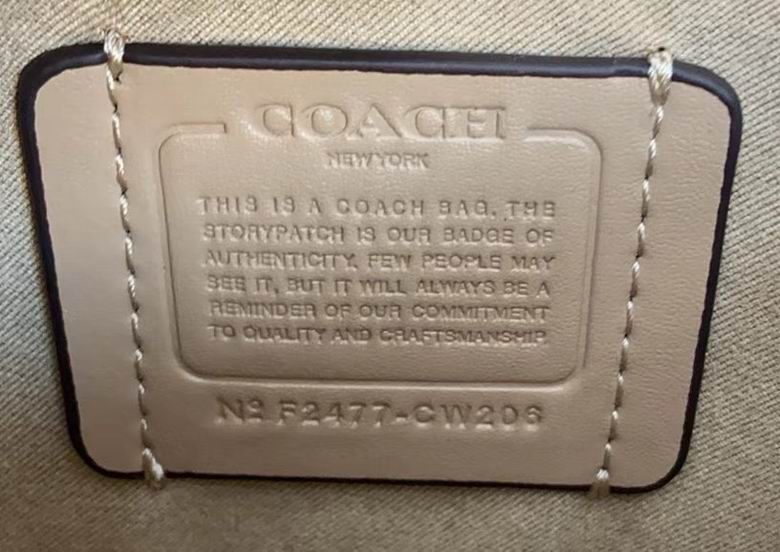 COACH
NEW YORK
THIS IS A COACH BAG. THE
STORYPATCH IS OUR BADGE OF
AUTHENTICITY. FEW PEOPLE MAY
SEE IT, BUT IT WILL ALWAYS BE A
REMINDER OF OUR COMMITMENT
TO QUALITY AND CRAFTSMANSHIP.
Nº F2477-CW206